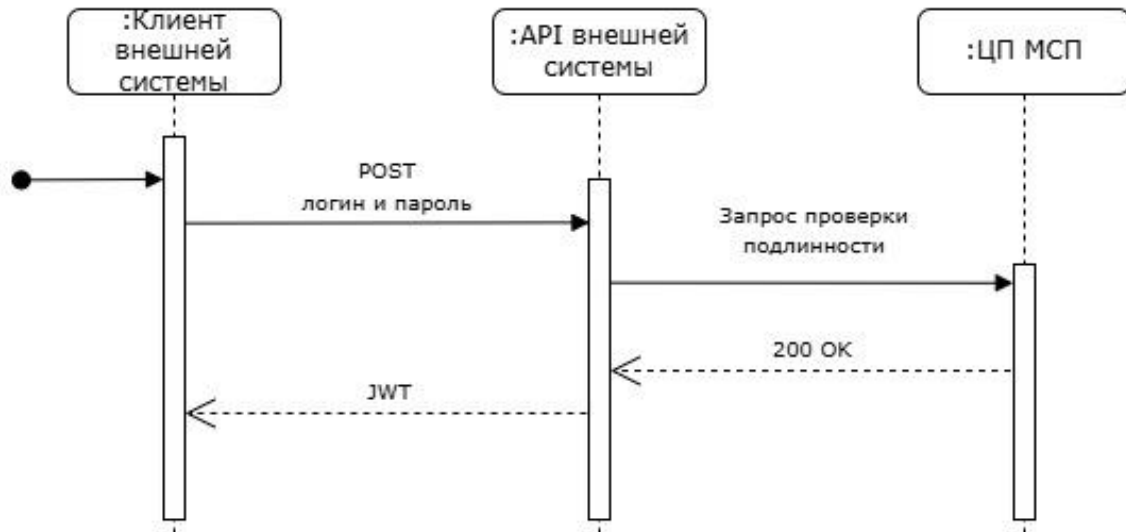 :Клиент
внешней
системы
:API внешней
системы
:ЦП МСП
POST
логин и пароль
Запрос проверки
подлинности
200 OK
JWT